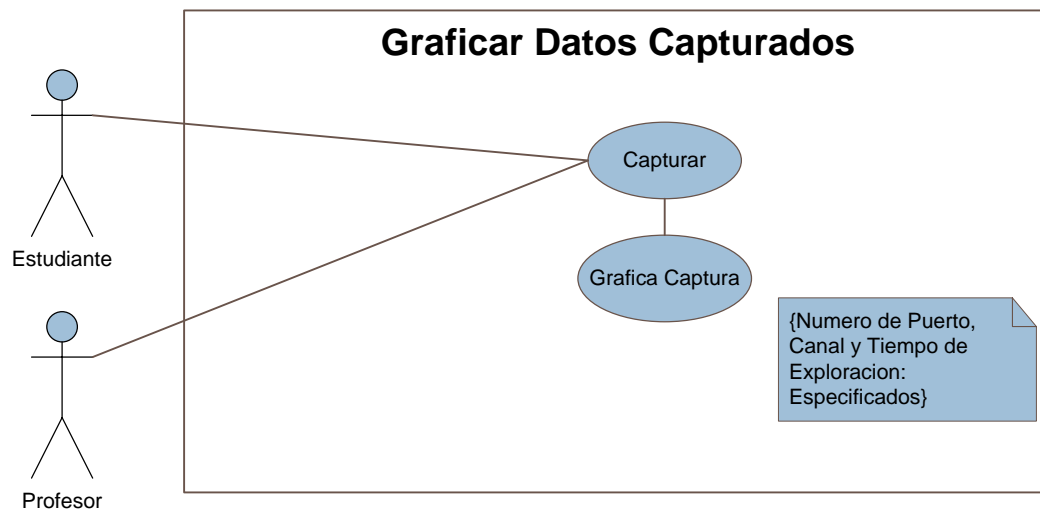 Graficar Datos Capturados
Capturar
Estudiante
Grafica Captura
{Numero de Puerto,
Canal y Tiempo de
Exploracion:
Especificados}
Profesor